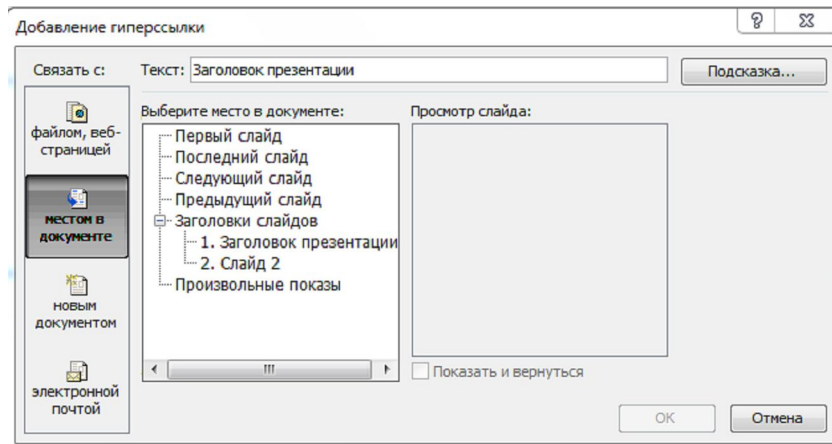 Добавление гиперссылки
Связать с:
Текст: Заголовок презентации
Подсказка...
файлом, веб-
страницей
местом в
документе
новым
документом
электронной
почтой
Выберите место в документе:
Первый слайд
Последний слайд
Следующий слайд
Предыдущий слайд
Заголовки слайдов
1. Заголовок презентации
2. Слайд 2
Произвольные показы
Просмотр слайда:
Показать и вернуться
ОК
Отмена